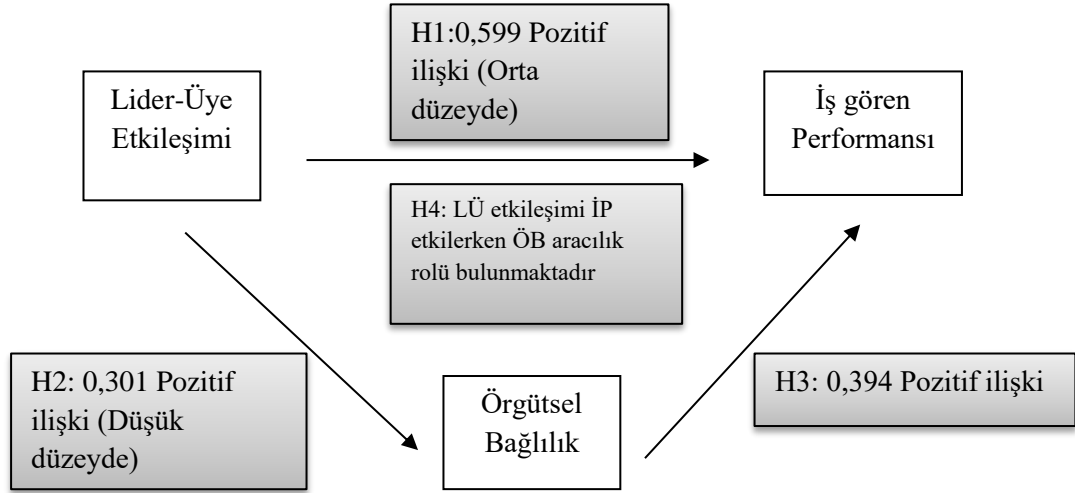 H1:0,599 Pozitif
ilişki (Orta
düzeyde)
Lider-Üye
Etkileşimi
İş gören
Performansı
H4: LÜ etkileşimi İP
etkilerken ÖB aracılık
rolü bulunmaktadır
H2: 0,301 Pozitif
ilişki (Düşük
düzeyde)
Örgütsel
Bağlılık
H3: 0,394 Pozitif ilişki